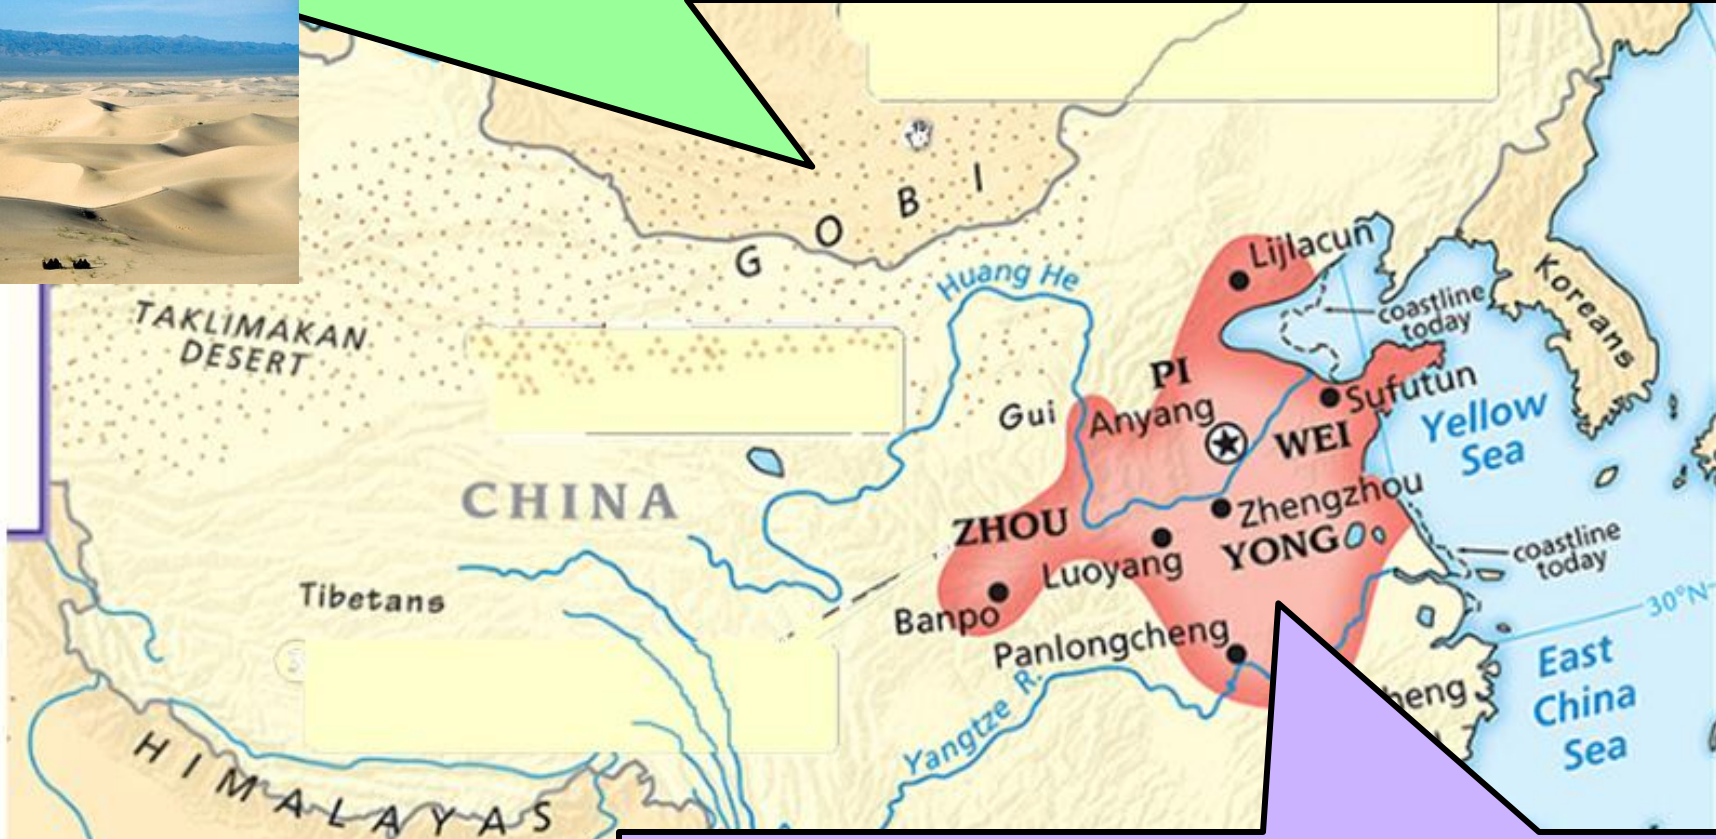 G O B I
Huang He
Lijlacun
coastline
today
Koreans
TAKLIMAKAN
DESERT
PI
Gui
Anyang
Sufutun
WEI
Yellow
Sea
CHINA
Zhengzhou
ZHOU
YONG
Luoyang
coastline
today
Tibetans
Banpo
30°N
Panlongcheng
East
China
Sea
heng
Yangtze R.
HIMALAYAS